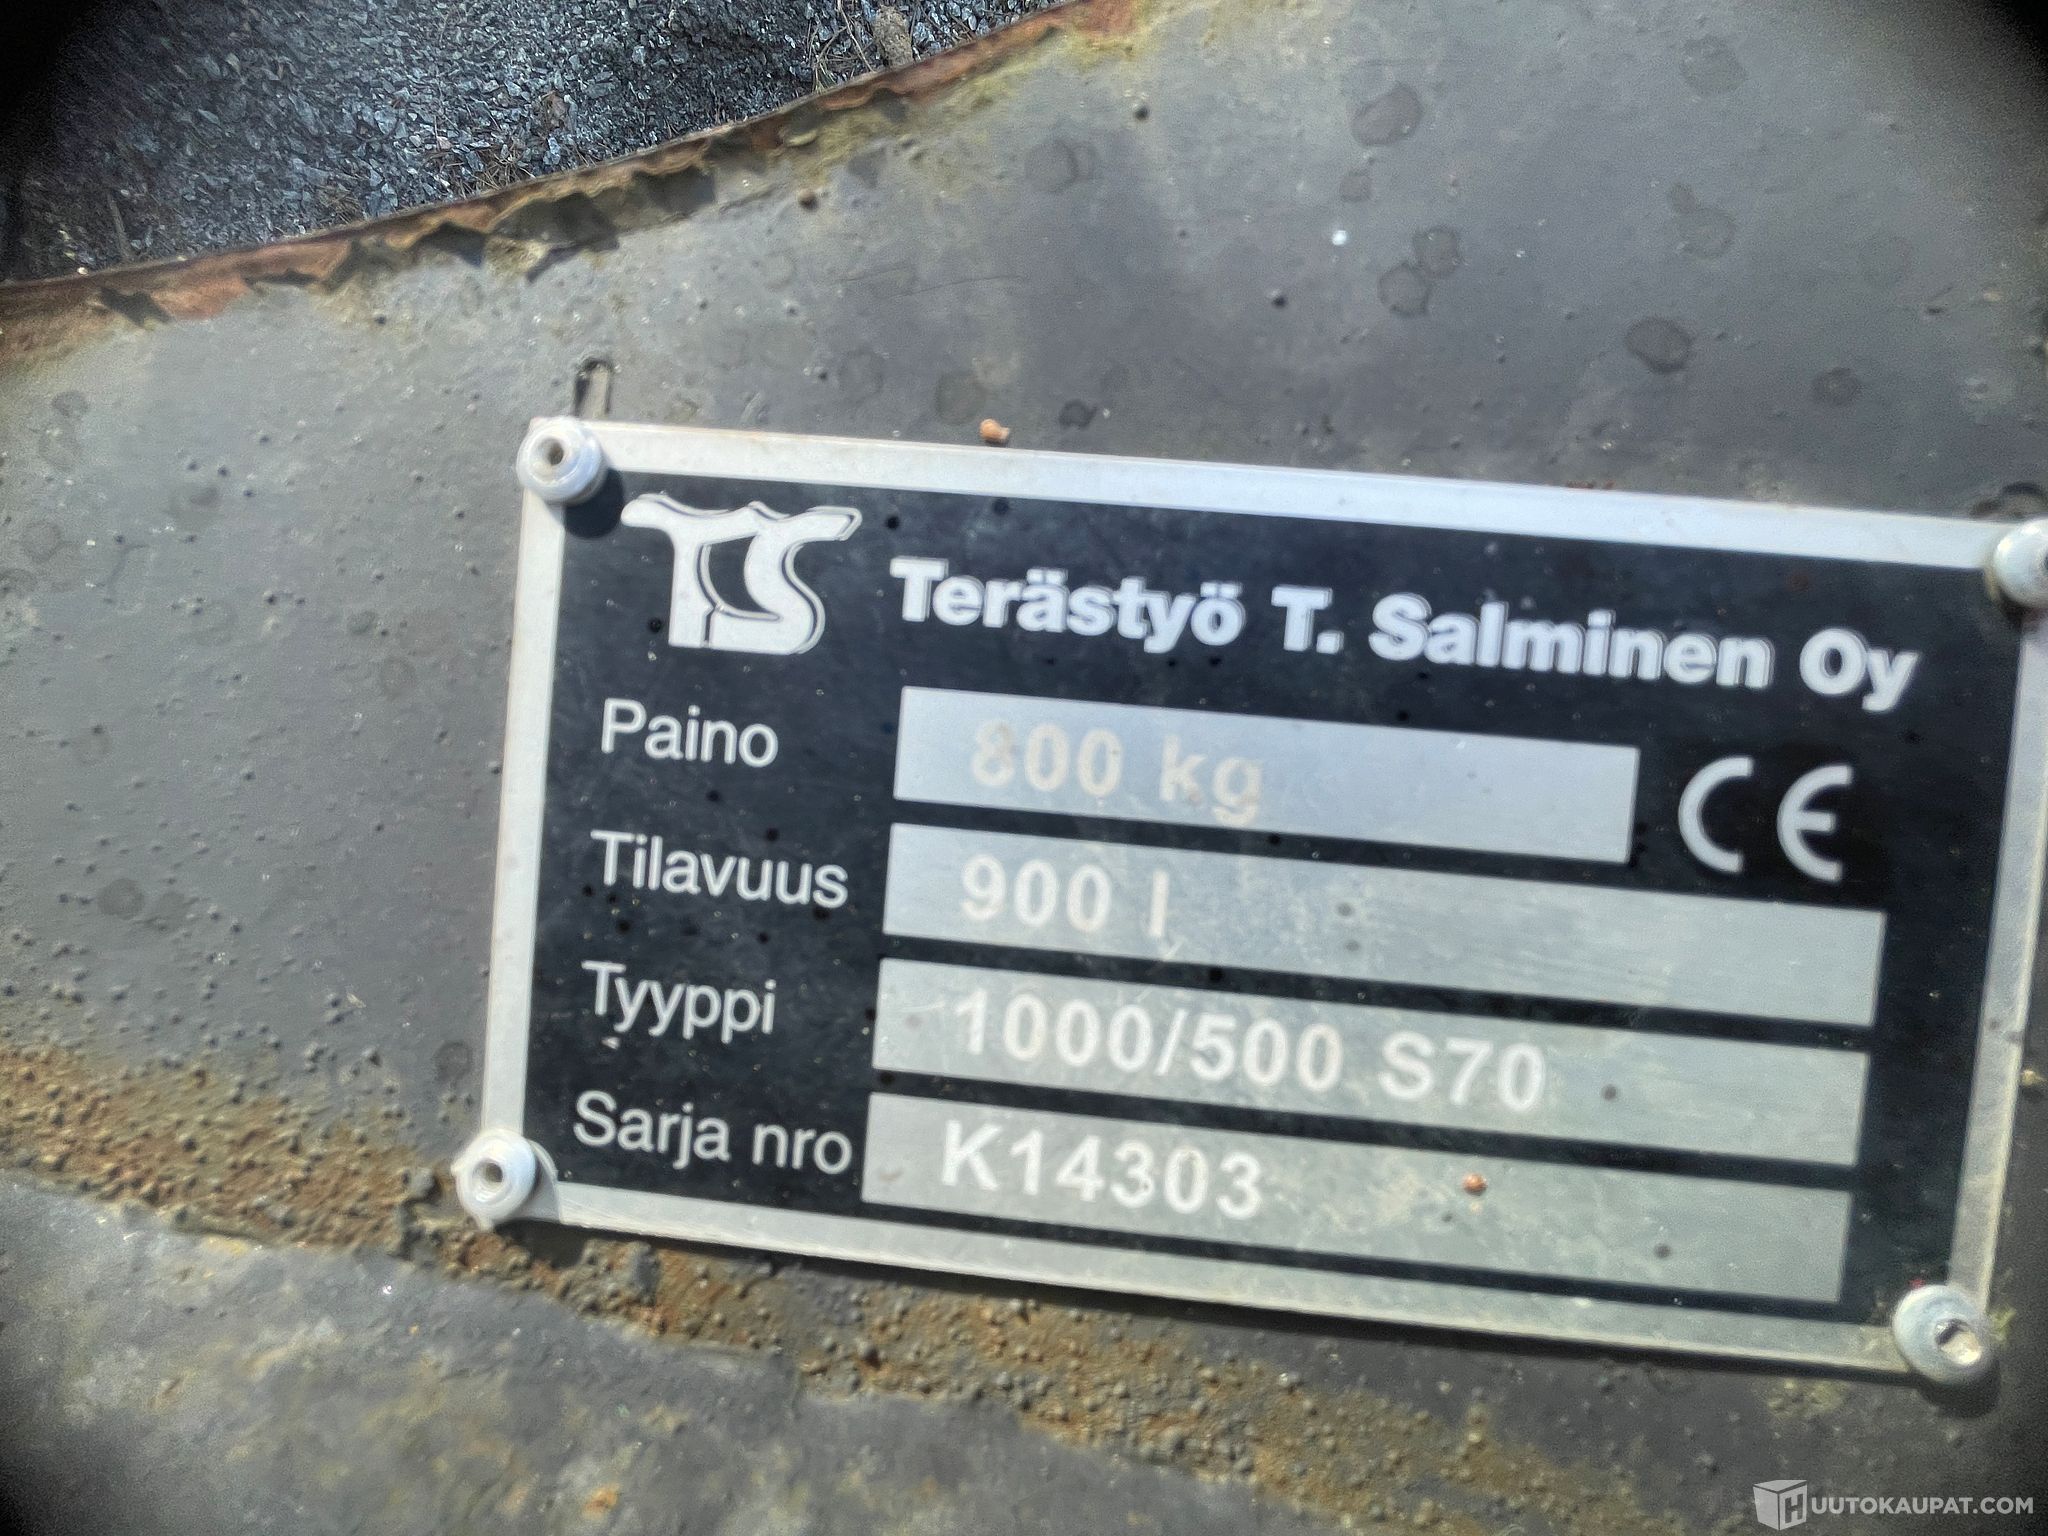 TS Terästyö T. Salminen Oy
Paino 800 kg CE
Tilavuus 900 l
Tyyppi 1000/500 S70
Sarja nro K14303
HUUTOKAUPAT.COM